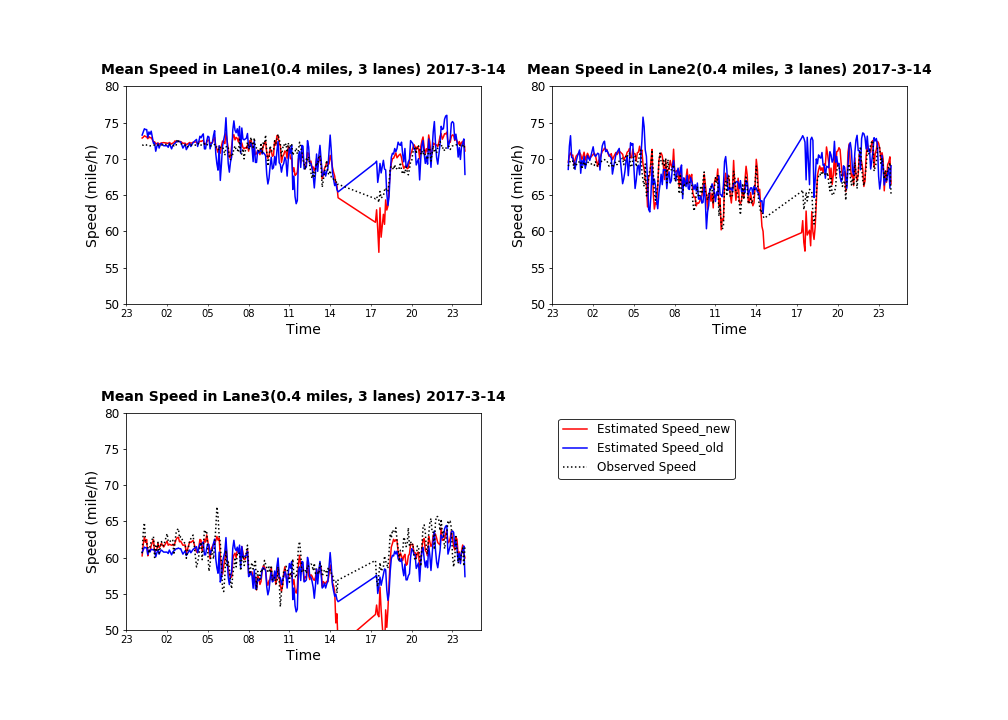 Mean Speed in Lane1(0.4 miles, 3 lanes) 2017-3-14
80
75
70
65
60
55
50
Speed (mile/h)
23 02 05 08 11 14 17 20 23
Time
Mean Speed in Lane2(0.4 miles, 3 lanes) 2017-3-14
80
75
70
65
60
55
50
Speed (mile/h)
23 02 05 08 11 14 17 20 23
Time
Mean Speed in Lane3(0.4 miles, 3 lanes) 2017-3-14
80
75
70
65
60
55
50
Speed (mile/h)
23 02 05 08 11 14 17 20 23
Time
Estimated Speed_new
Estimated Speed_old
Observed Speed